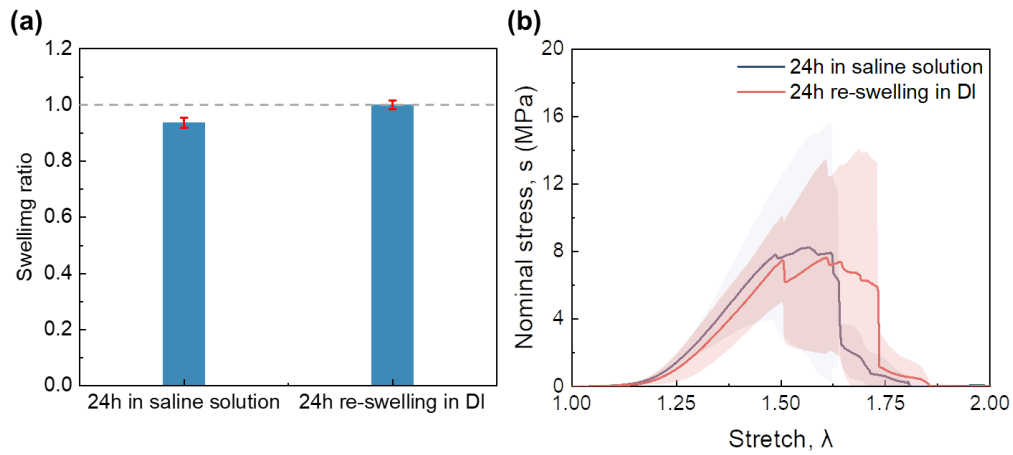 (a)
1.2
1.0
0.8
0.6
0.4
0.2
0.0
Swellimg ratio
24h in saline solution
24h re-swelling in DI
(b)
20
16
12
8
4
0
Nominal stress, s (MPa)
24h in saline solution
24h re-swelling in DI
1.00
1.25
1.50
1.75
2.00
Stretch, λ